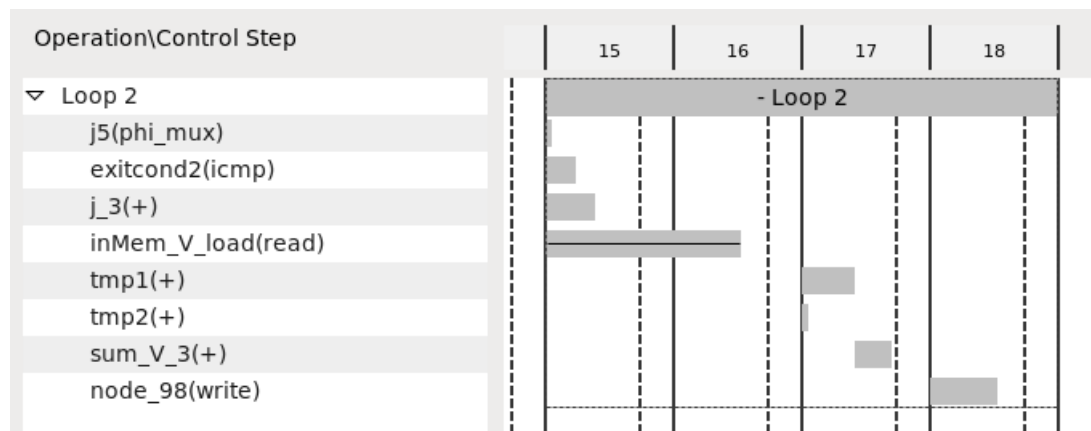 Operation\Control Step 15 16 17 18
Loop 2 - Loop 2
j5(phi_mux)
exitcond2(icmp)
j_3(+)
inMem_V_load(read)
tmp1(+)
tmp2(+)
sum_V_3(+)
node_98(write)